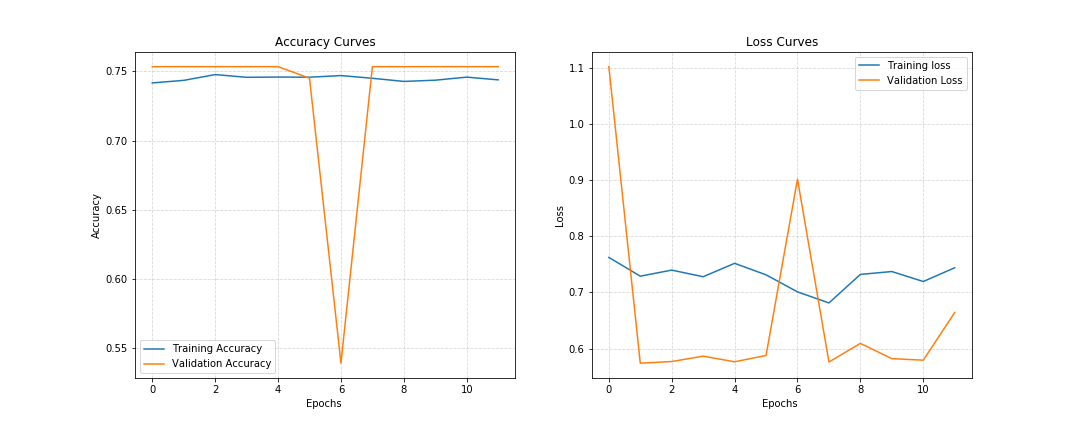 Accuracy Curves
0.75
0.70
0.65
0.60
0.55
Accuracy
Training Accuracy
Validation Accuracy
0 2 4 6 8 10
Epochs
Loss Curves
1.1
1.0
0.9
0.8
0.7
0.6
Loss
Training loss
Validation Loss
0 2 4 6 8 10
Epochs